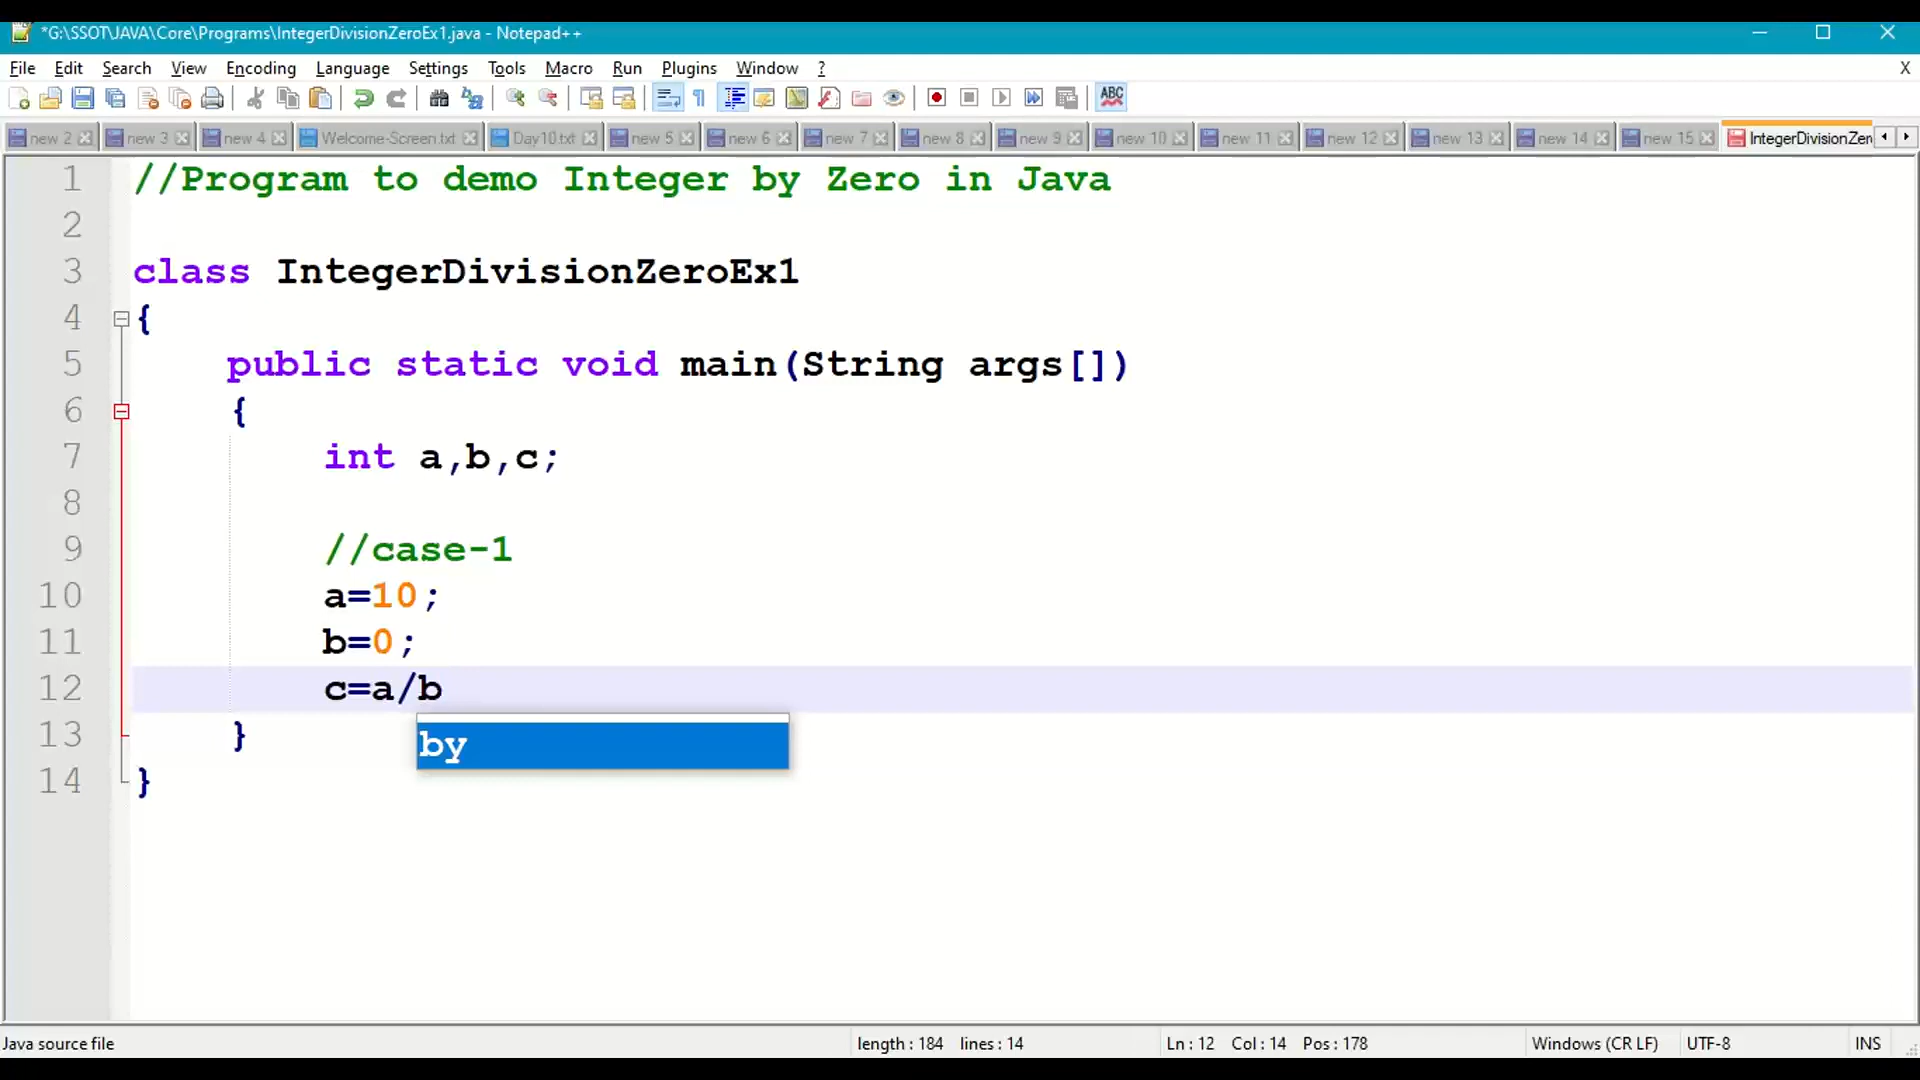 *G:\SSOT\JAVA\Core\Programs\IntegerDivisionZeroEx1.java - Notepad++
File Edit Search View Encoding Language Settings Tools Macro Run Plugins Window ? X
ABC
new 2 new 3 new 4 Welcome-Screen.txt Day10.txt new 5 new 6 new 7 new 8 new 9 new 10 new 11 new 12 new 13 new 14 new 15 IntegerDivisionZer
1 //Program to demo Integer by Zero in Java
2
3 class IntegerDivisionZeroEx1
4 {
5 public static void main(String args[])
6 {
7 int a,b,c;
8
9 //case-1
10 a=10;
11 b=0;
12 c=a/b
13 }
by
14 }
Java source file length : 184 lines : 14 Ln : 12 Col : 14 Pos : 178 Windows (CR LF) UTF-8 INS